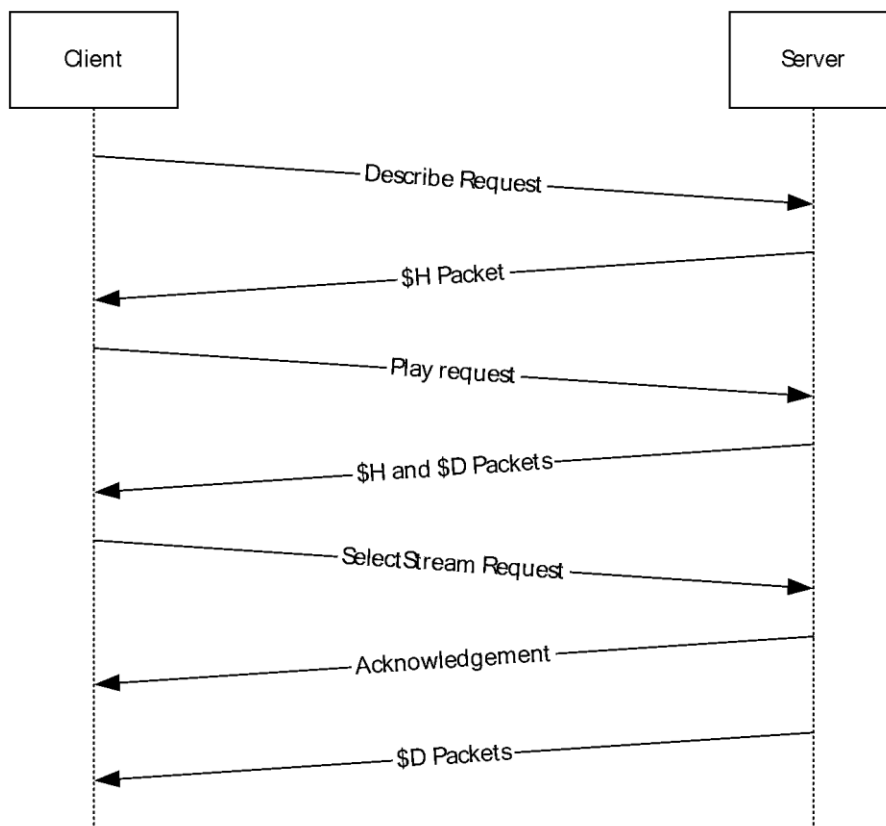 Client
Server
Describe Request
$H Packet
Play request
$H and $D Packets
SelectStream Request
Acknowledgement
$D Packets